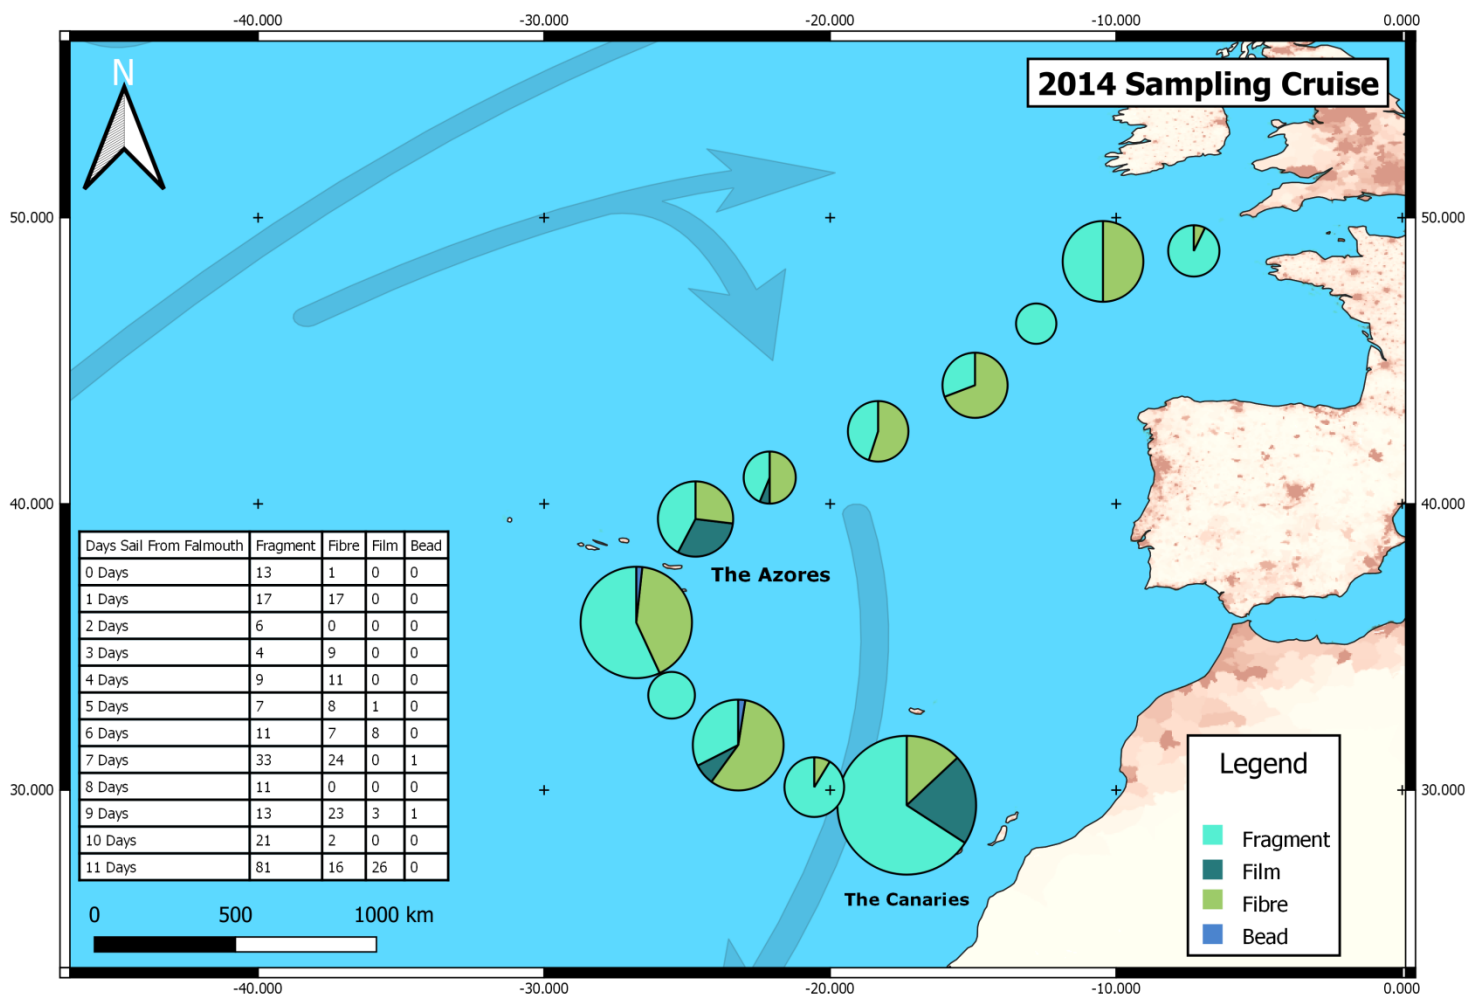 -40.000 -30.000 -20.000 -10.000 0.000
N
2014 Sampling Cruise
50.000 50.000
40.000 40.000
Days Sail From Falmouth Fragment Fibre Film Bead
0 Days 13 1 0 0
1 Days 17 17 0 0
2 Days 6 0 0 0
3 Days 4 9 0 0
4 Days 9 11 0 0
5 Days 7 8 1 0
6 Days 11 7 8 0
7 Days 33 24 0 1
8 Days 11 0 0 0
9 Days 13 23 3 1
10 Days 21 2 0 0
11 Days 81 16 26 0
The Azores
30.000 30.000
The Canaries
Legend
Fragment
Film
Fibre
Bead
0 500 1000 km
-40.000 -30.000 -20.000 -10.000 0.000